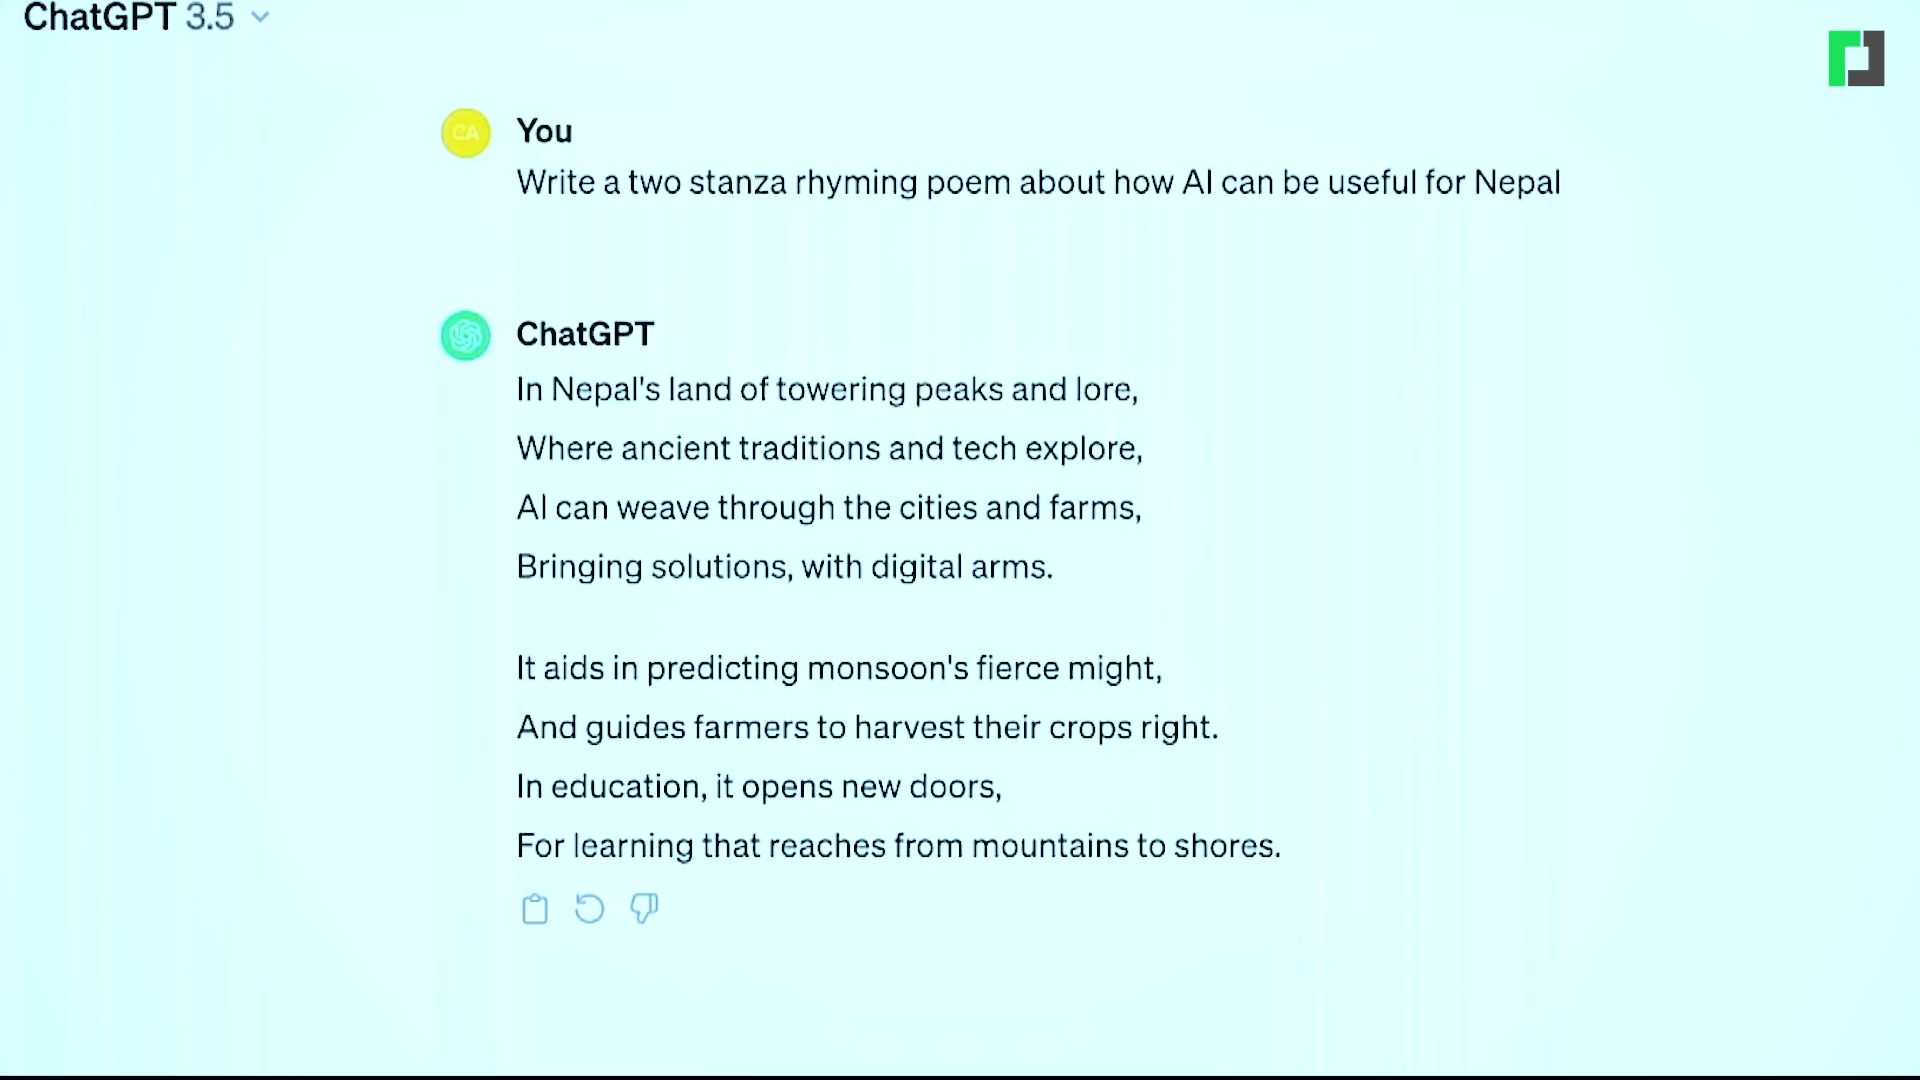 ChatGPT 3.5
CA
You
Write a two stanza rhyming poem about how AI can be useful for Nepal
ChatGPT
In Nepal's land of towering peaks and lore,
Where ancient traditions and tech explore,
AI can weave through the cities and farms,
Bringing solutions, with digital arms.
It aids in predicting monsoon's fierce might,
And guides farmers to harvest their crops right.
In education, it opens new doors,
For learning that reaches from mountains to shores.